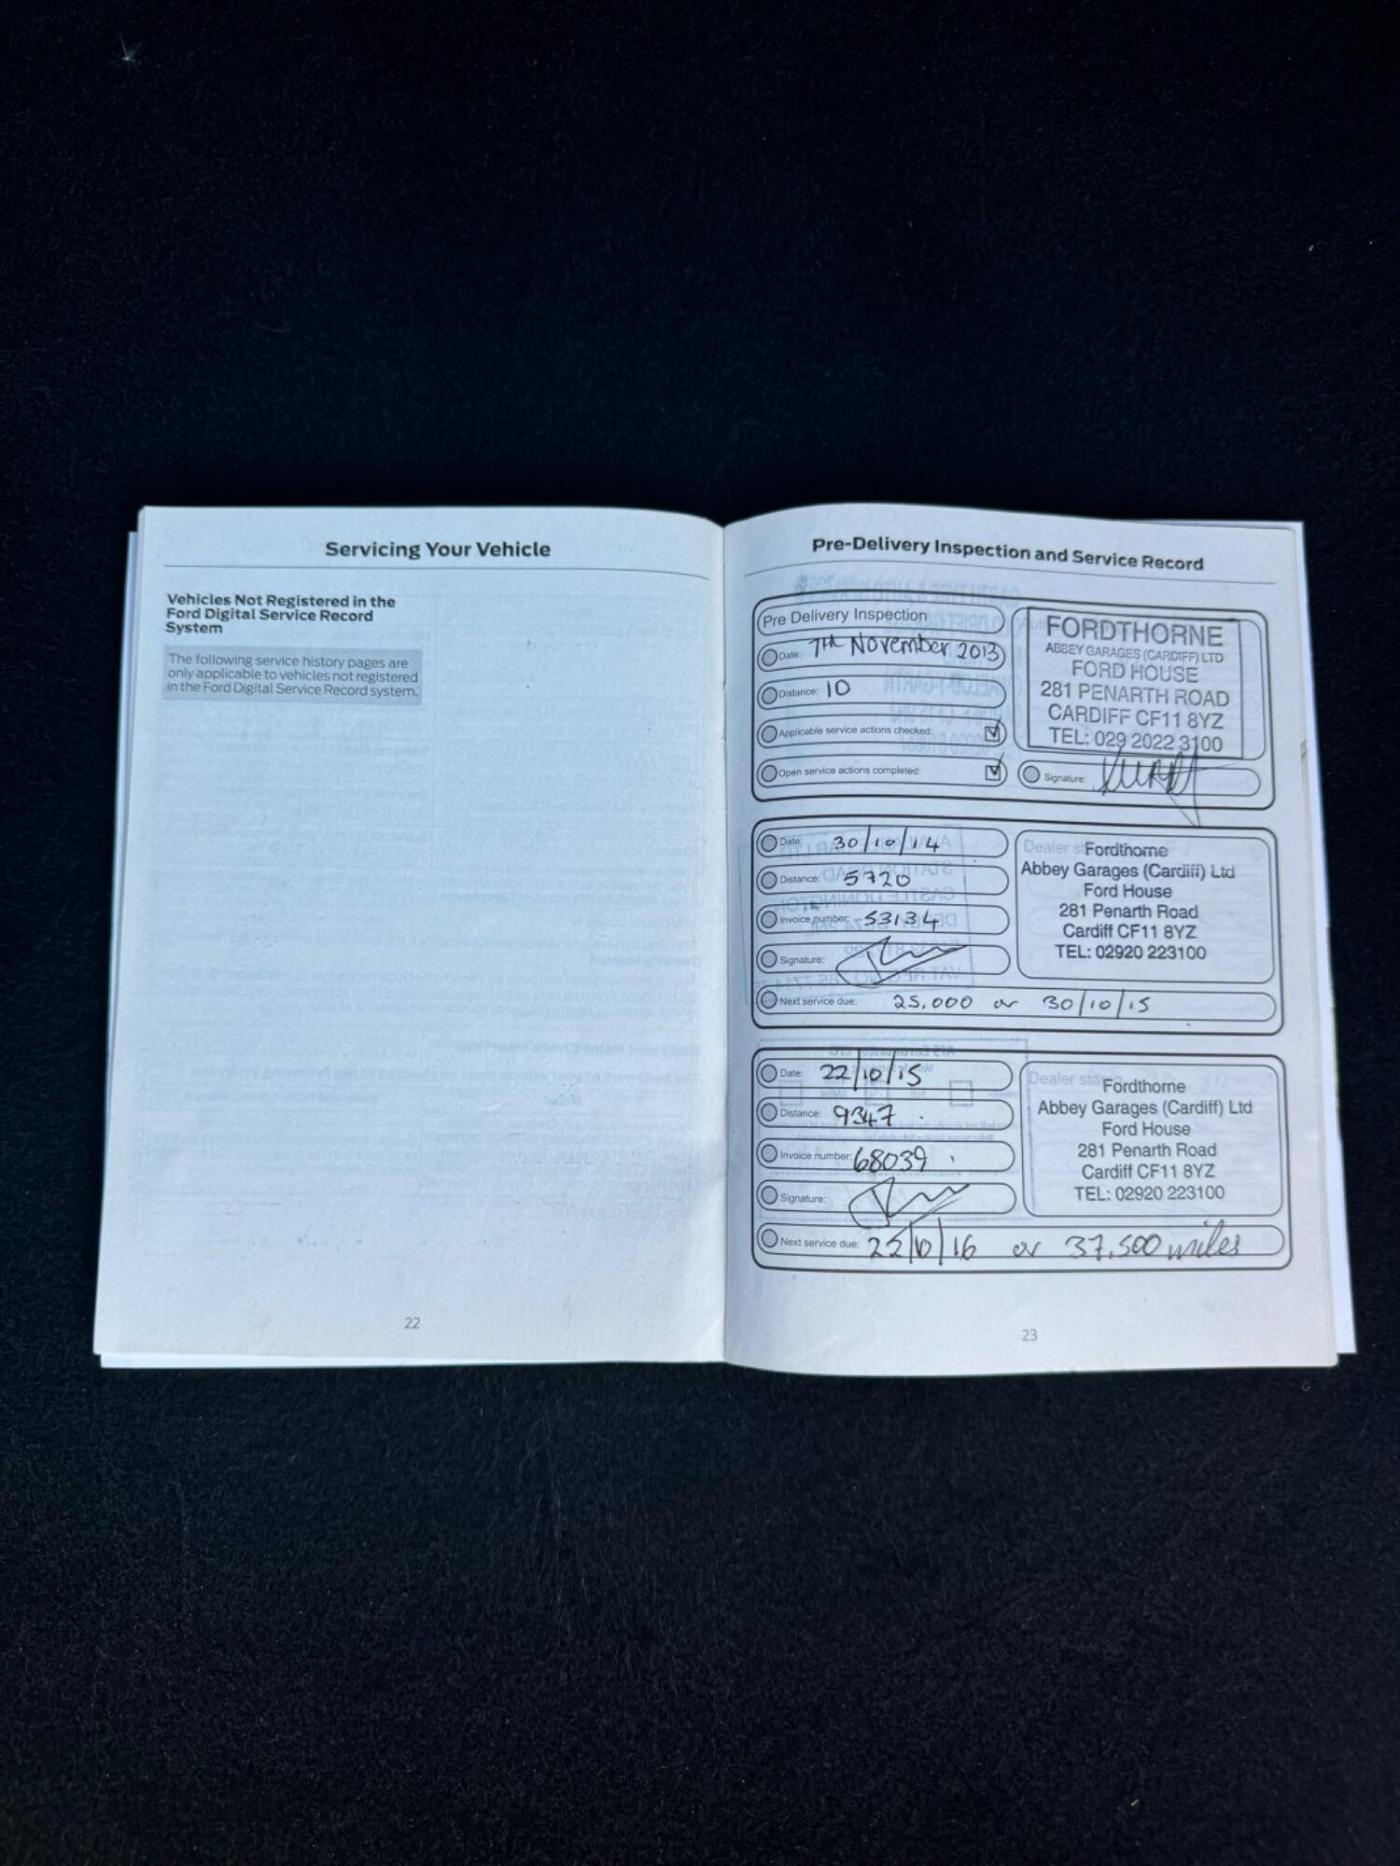 Servicing Your Vehicle
Vehicles Not Registered in the
Ford Digital Service Record
System
The following service history pages are
only applicable to vehicles not registered
in the Ford Digital Service Record system.
22
Pre-Delivery Inspection and Service Record
Pre Delivery Inspection
Date: 7th November 2013
Distance: 10
Applicable service actions checked:
Open service actions completed:
FORDTHORNE
ABBEY GARAGES (CARDIFF) LTD
FORD HOUSE
281 PENARTH ROAD
CARDIFF CF11 8YZ
TEL: 029 2022 3100
Signature:
Date: 30/10/14
Distance: 5720
Invoice number: 53134
Signature:
Next service due: 25,000 or 30/10/15
Dealer
Fordthorne
Abbey Garages (Cardiff) Ltd
Ford House
281 Penarth Road
Cardiff CF11 8YZ
TEL: 02920 223100
Date: 22/10/15
Distance: 9347
Invoice number: 68039
Signature:
Next service due: 22/10/16 or 37,500 miles
Dealer
Fordthorne
Abbey Garages (Cardiff) Ltd
Ford House
281 Penarth Road
Cardiff CF11 8YZ
TEL: 02920 223100
23